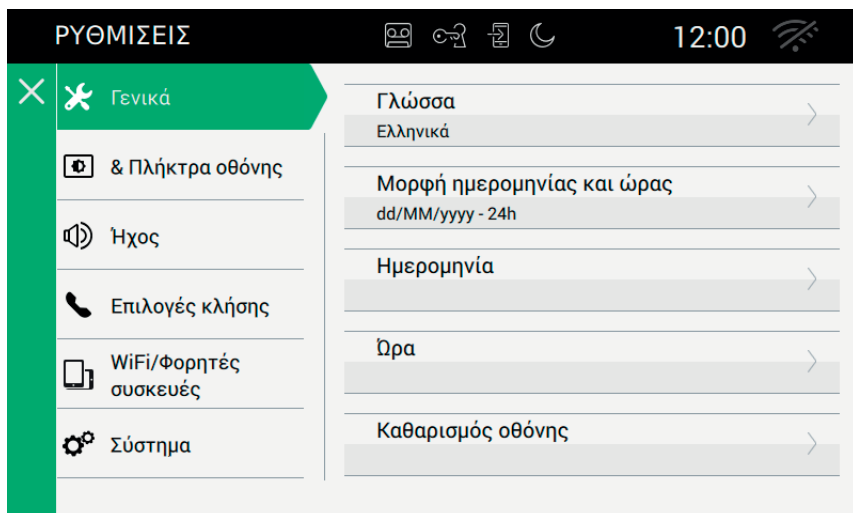 ΡΥΘΜΙΣΕΙΣ 12:00
Γενικά
& Πλήκτρα οθόνης
Ήχος
Επιλογές κλήσης
WiFi/Φορητές
συσκευές
Σύστημα
Γλώσσα
Ελληνικά
Μορφή ημερομηνίας και ώρας
dd/MM/yyyy - 24h
Ημερομηνία
Ώρα
Καθαρισμός οθόνης